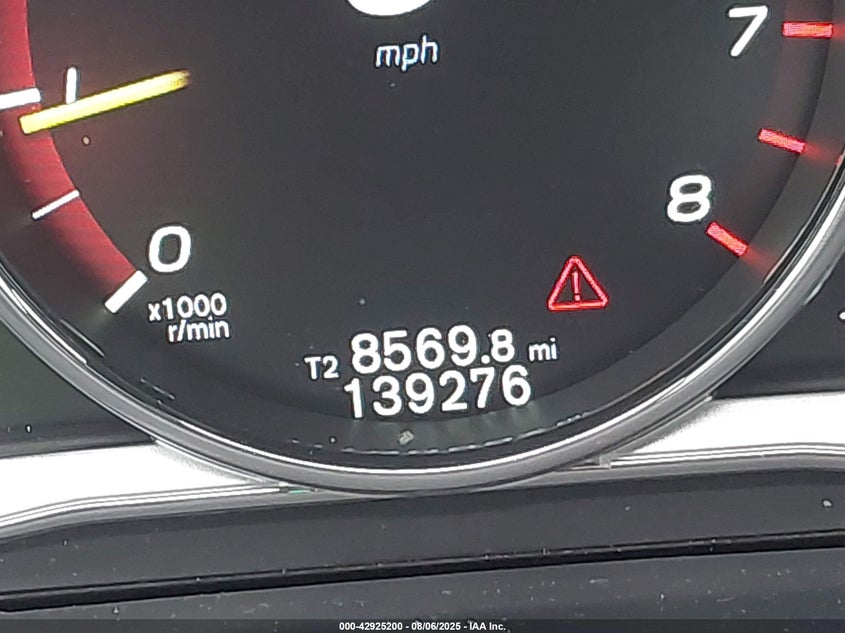 mph
7
8
0
x1000
r/min
T2 8569.8 mi
139276
000-42925200 - 08/06/2025 - IAA Inc.